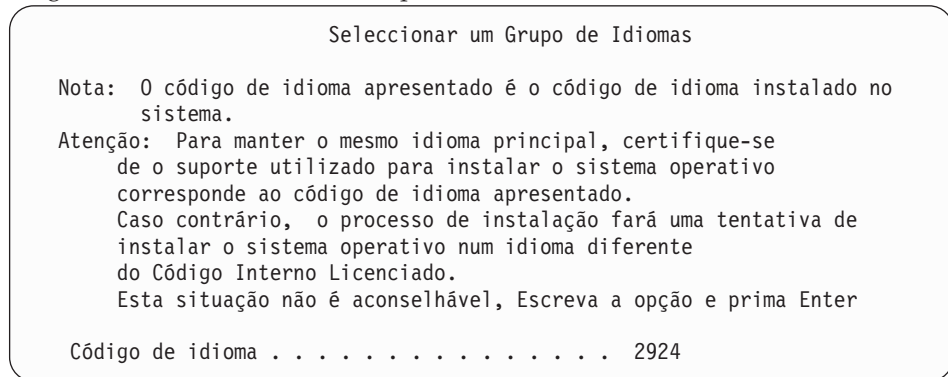 Seleccionar um Grupo de Idiomas
Nota: O código de idioma apresentado é o código de idioma instalado no
sistema.
Atenção: Para manter o mesmo idioma principal, certifique-se
de o suporte utilizado para instalar o sistema operativo
corresponde ao código de idioma apresentado.
Caso contrário, o processo de instalação fará uma tentativa de
instalar o sistema operativo num idioma diferente
do Código Interno Licenciado.
Esta situação não é aconselhável, Escreva a opção e prima Enter
Código de idioma . . . . . . . . . . . . . . . 2924